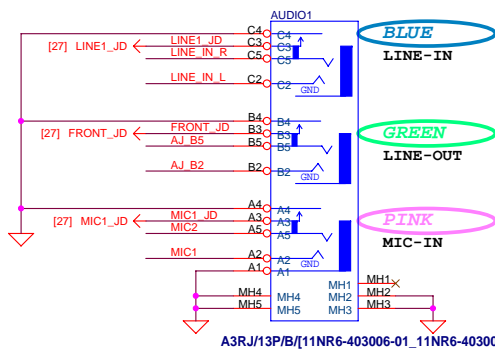 AUDIO1
C4 C4 BLUE
[27] LINE1_JD LINE1_JD C3 C3
LINE_IN_R C5 C5 LINE-IN
LINE_IN_L C2 C2
GND
B4 B4
[27] FRONT_JD FRONT_JD B3 B3 GREEN
AJ_B5 B5 B5 LINE-OUT
AJ_B2 B2 B2
A4 A4
[27] MIC1_JD MIC1_JD A3 A3 PINK
MIC2 A5 A5 MIC-IN
MIC1 A2 A2
GND
A1 A1
MH1 MH1
MH4 MH4 MH2 MH2
MH5 MH5 MH3 MH3
A3RJ/13P/B/[11NR6-403006-01_11NR6-40300